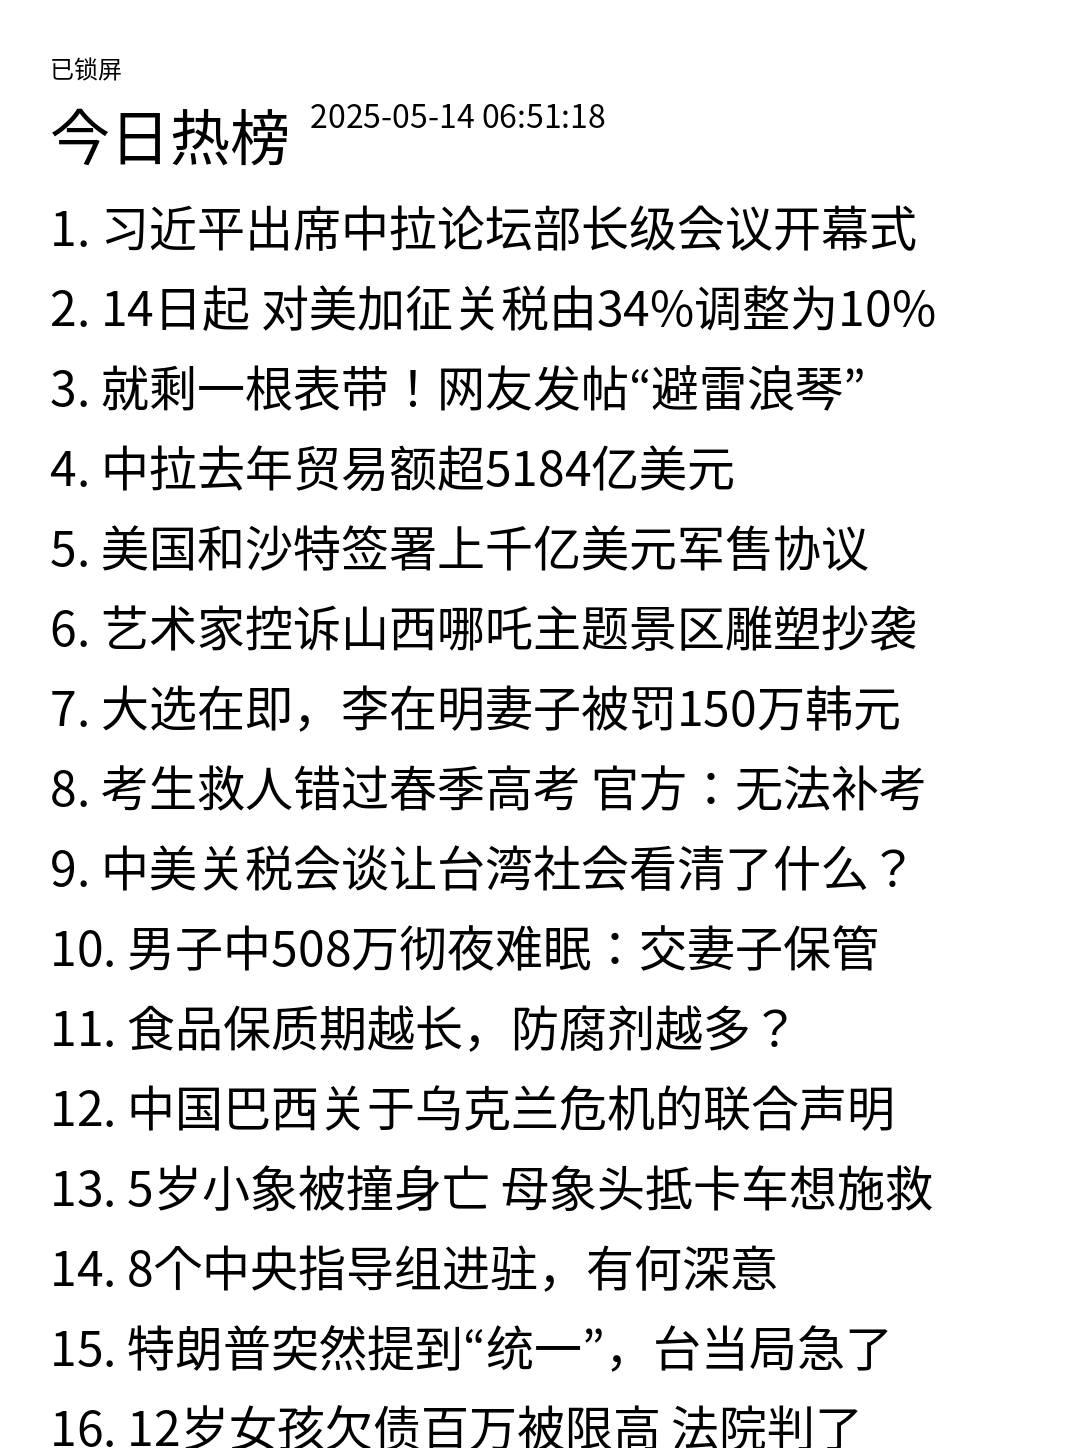 已锁屏
今日热榜 2025-05-14 06:51:18
1. 习近平出席中拉论坛部长级会议开幕式
2. 14日起 对美加征关税由34%调整为10%
3. 就剩一根表带！网友发帖“避雷浪琴”
4. 中拉去年贸易额超5184亿美元
5. 美国和沙特签署上千亿美元军售协议
6. 艺术家控诉山西哪吒主题景区雕塑抄袭
7. 大选在即，李在明妻子被罚150万韩元
8. 考生救人错过春季高考 官方：无法补考
9. 中美关税会谈让台湾社会看清了什么？
10. 男子中508万彻夜难眠：交妻子保管
11. 食品保质期越长，防腐剂越多？
12. 中国巴西关于乌克兰危机的联合声明
13. 5岁小象被撞身亡 母象头抵卡车想施救
14. 8个中央指导组进驻，有何深意
15. 特朗普突然提到“统一”，台当局急了
16. 12岁女孩欠债百万被限高 法院判了